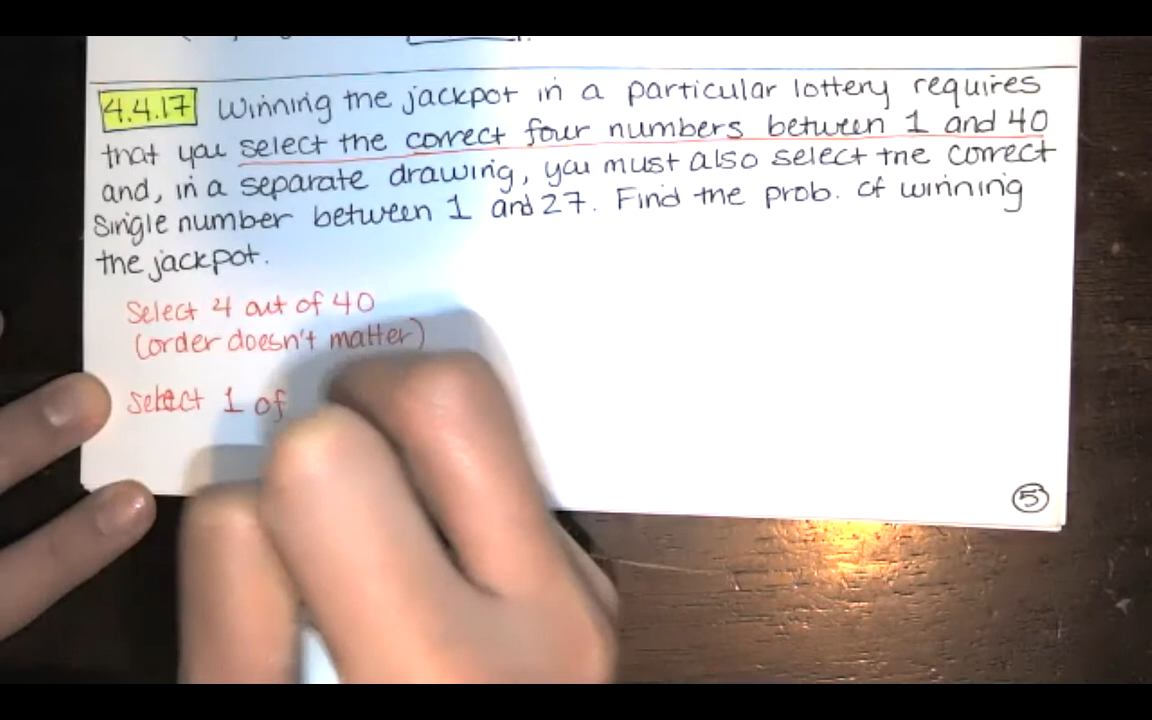 4.4.17 Winning the jackpot in a particular lottery requires
that you select the correct four numbers between 1 and 40
and, in a separate drawing, you must also select the correct
single number between 1 and 27. Find the prob. of winning
the jackpot.
Select 4 out of 40
(order doesn't matter)
select 1 of
5